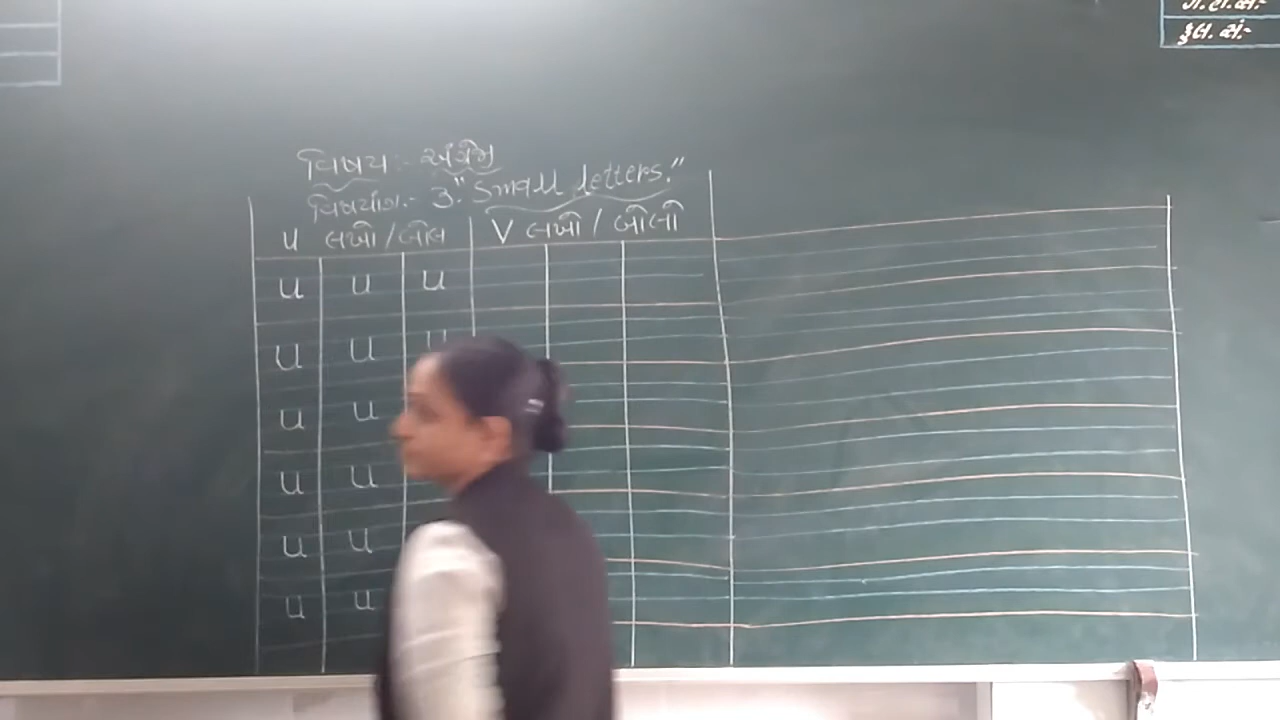 કુલ. સં:-
વિષય:- અંગ્રેજી
વિષયાંગ:- 3. "Small letters."
u લખો / બોલ V લખો / બોલો
u u u
u u u
u u
u u
u u
u u